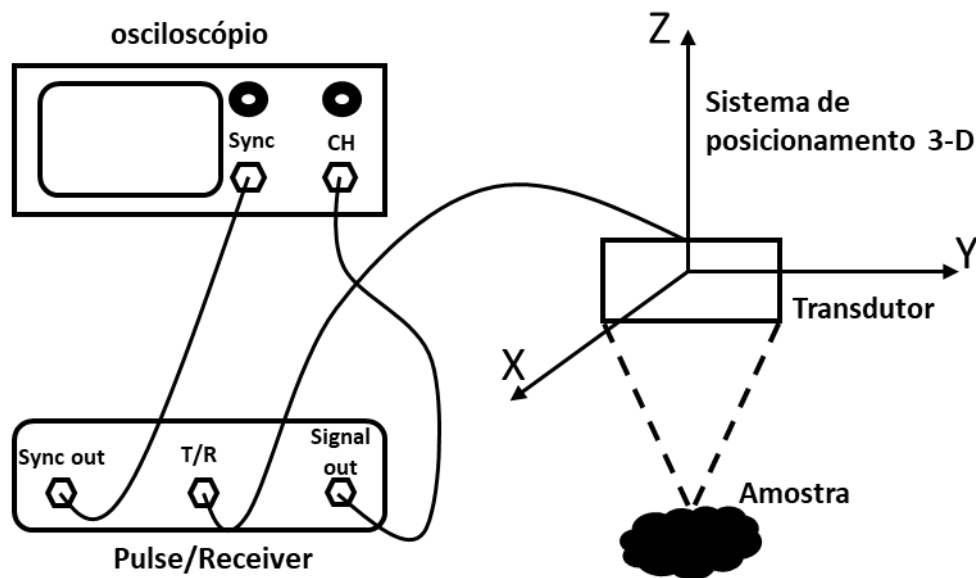 osciloscópio
Sync
CH
Sync out
T/R
Signal
out
Pulse/Receiver
Z
Sistema de
posicionamento 3-D
Y
Transdutor
X
Amostra